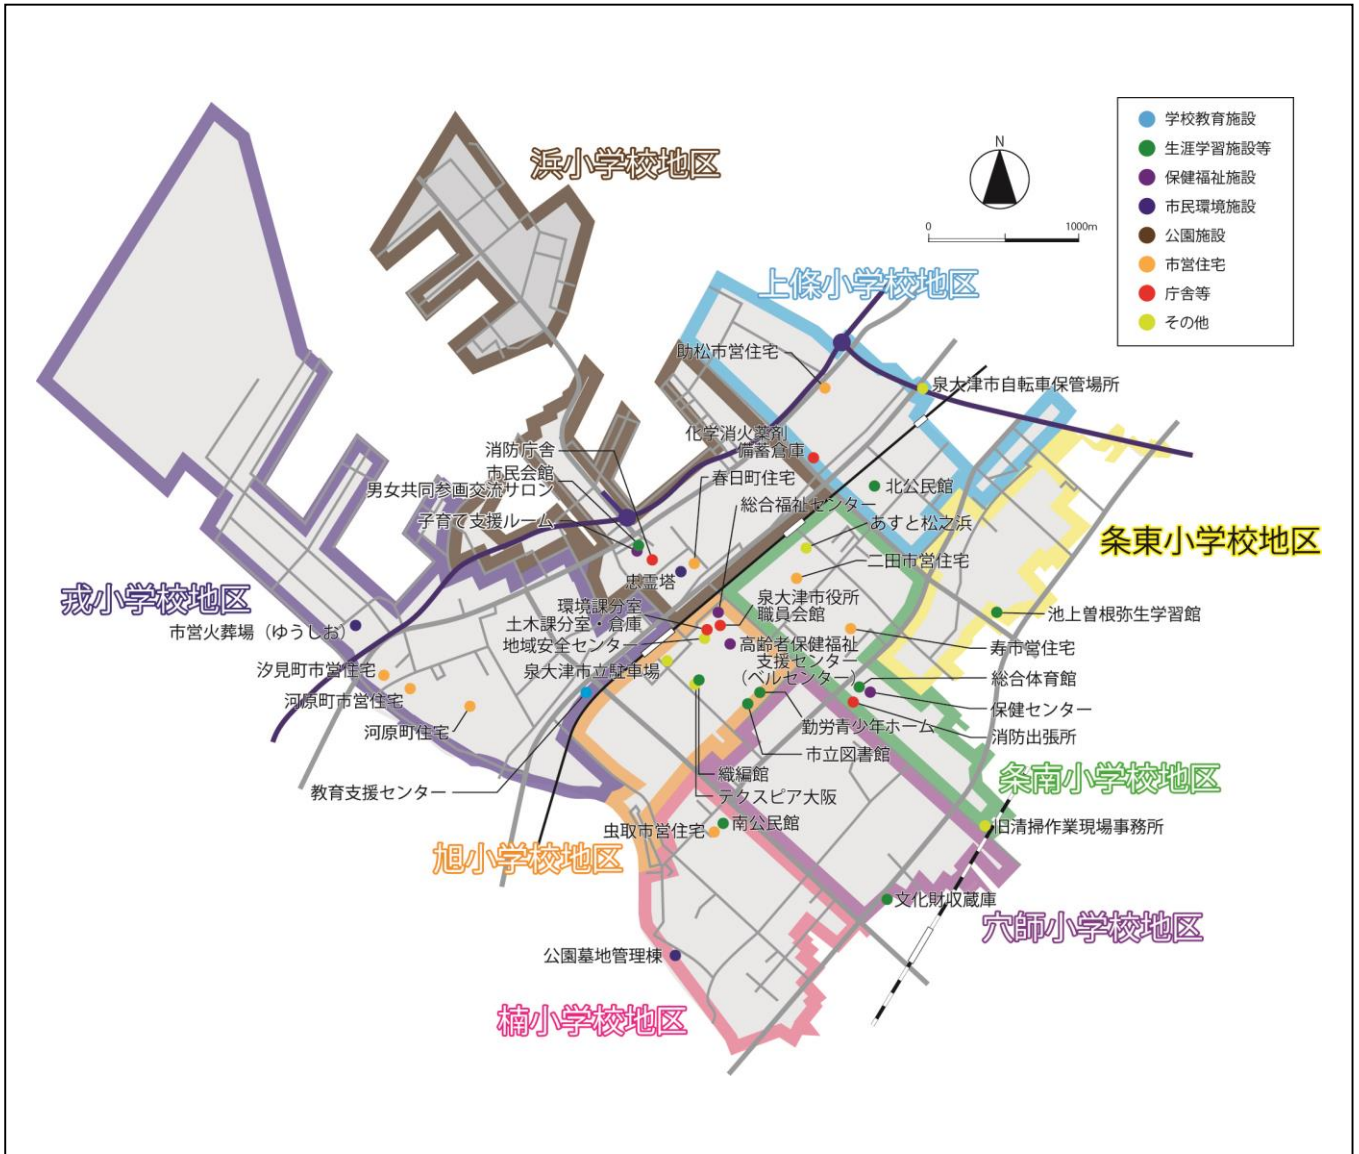 浜小学校地区
N
0
1000m
学校教育施設
生涯学習施設等
保健福祉施設
市民環境施設
公園施設
市営住宅
庁舎等
その他
上條小学校地区
助松市営住宅
泉大津市自転車保管場所
化学消火薬剤
備蓄倉庫
消防庁舎
市民会館
男女共同参画交流サロン
子育て支援ルーム
春日町住宅
総合福祉センター
北公民館
あすと松之浜
条東小学校地区
二田市営住宅
忠霊塔
戎小学校地区
市営火葬場（ゆうしお）
環境課分室
土木課分室・倉庫
地域安全センター
泉大津市立駐車場
泉大津市役所
職員会館
高齢者保健福祉
支援センター
（ベルセンター）
池上曽根弥生学習館
寿市営住宅
総合体育館
保健センター
消防出張所
汐見町市営住宅
河原町市営住宅
河原町住宅
勤労青少年ホーム
市立図書館
織編館
テクスピア大阪
教育支援センター
条南小学校地区
虫取市営住宅
南公民館
旧清掃作業現場事務所
旭小学校地区
文化財収蔵庫
穴師小学校地区
公園墓地管理棟
楠小学校地区